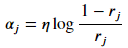 α_j = η log (1 − r_j) / r_j